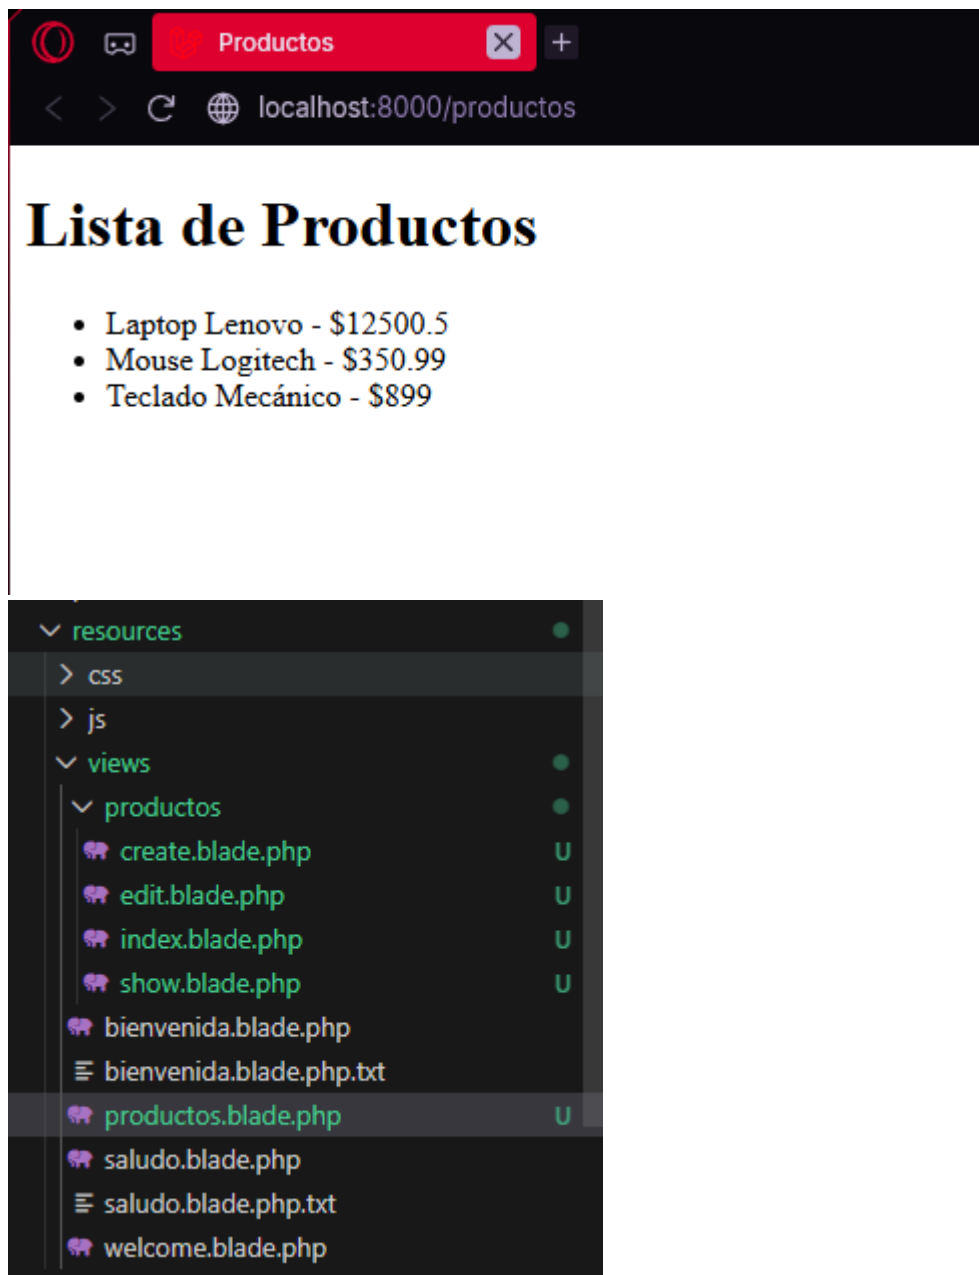 Productos
localhost:8000/productos
Lista de Productos
Laptop Lenovo - $12500.5
Mouse Logitech - $350.99
Teclado Mecánico - $899
resources
css
js
views
productos
create.blade.php U
edit.blade.php U
index.blade.php U
show.blade.php U
bienvenida.blade.php
bienvenida.blade.php.txt
productos.blade.php U
saludo.blade.php
saludo.blade.php.txt
welcome.blade.php